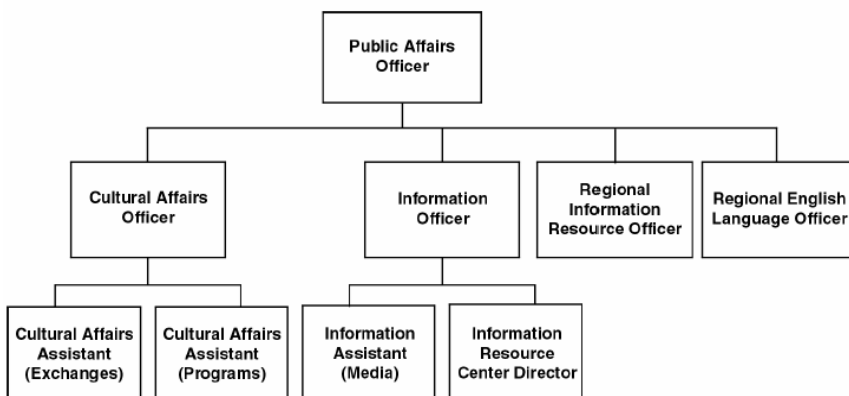 Public Affairs
Officer
Cultural Affairs
Officer
Information
Officer
Regional
Information
Resource Officer
Regional English
Language Officer
Cultural Affairs
Assistant
(Exchanges)
Cultural Affairs
Assistant
(Programs)
Information
Assistant
(Media)
Information
Resource
Center Director